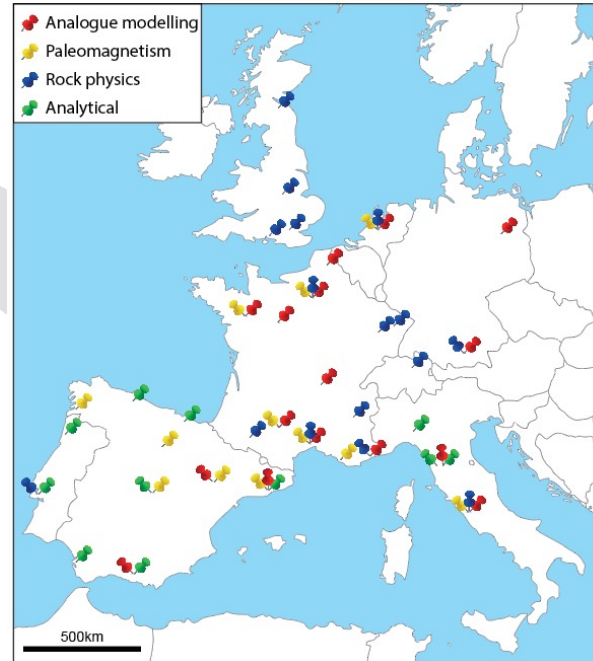 Analogue modelling
Paleomagnetism
Rock physics
Analytical
500km